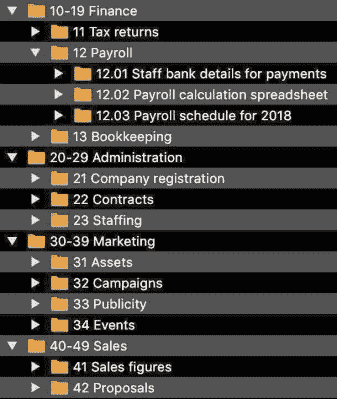 10-19 Finance
11 Tax returns
12 Payroll
12.01 Staff bank details for payments
12.02 Payroll calculation spreadsheet
12.03 Payroll schedule for 2018
13 Bookkeeping
20-29 Administration
21 Company registration
22 Contracts
23 Staffing
30-39 Marketing
31 Assets
32 Campaigns
33 Publicity
34 Events
40-49 Sales
41 Sales figures
42 Proposals